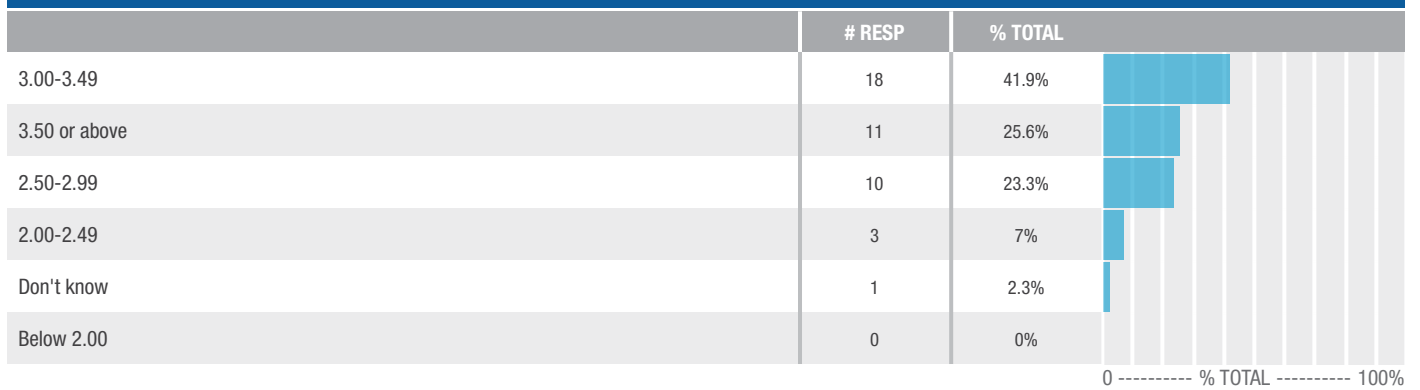 # RESP % TOTAL
3.00-3.49 18 41.9%
3.50 or above 11 25.6%
2.50-2.99 10 23.3%
2.00-2.49 3 7%
Don't know 1 2.3%
Below 2.00 0 0%
0 ---------- % TOTAL ---------- 100%